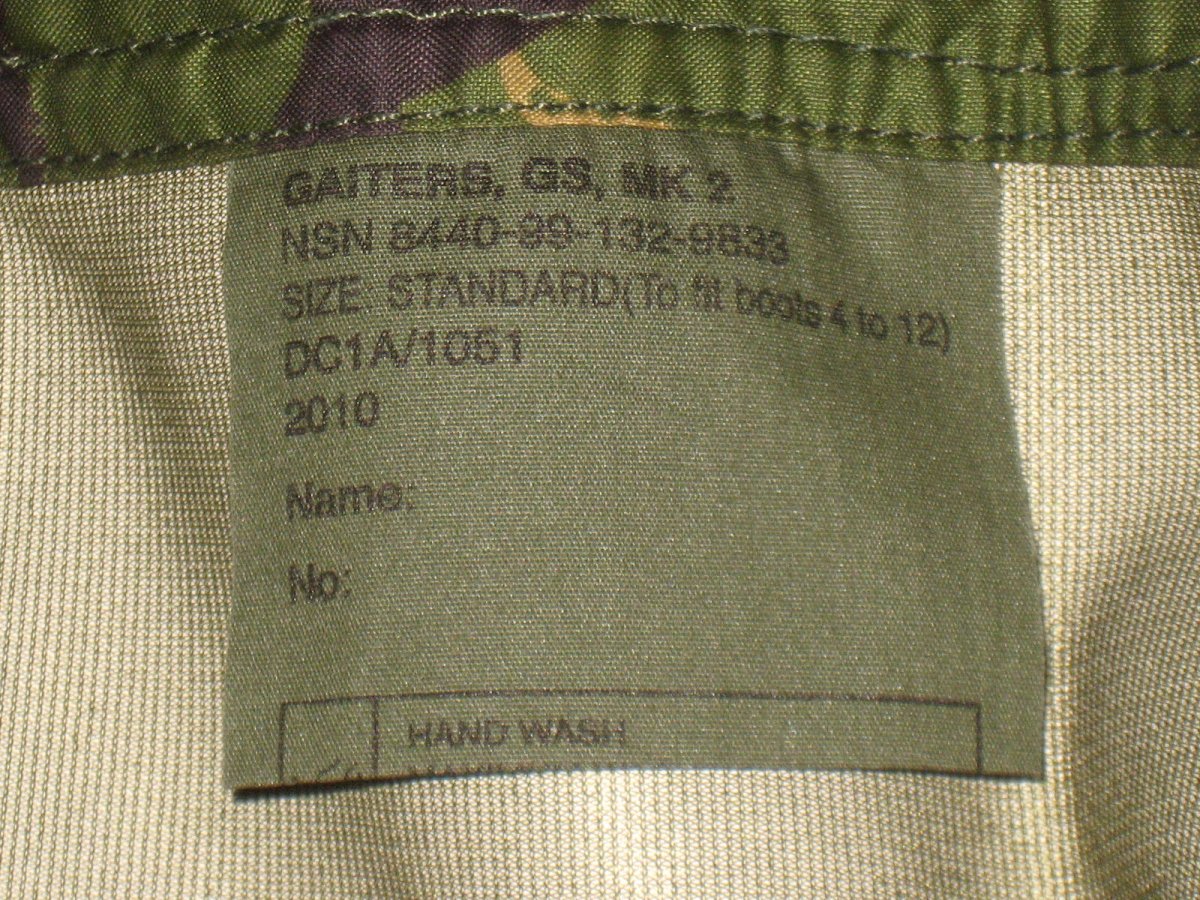 GAITERS, GS, MK 2
NSN 8440-99-132-9833
SIZE: STANDARD(To fit boots 4 to 12)
DC1A/1051
2010
Name:
No:
HAND WASH